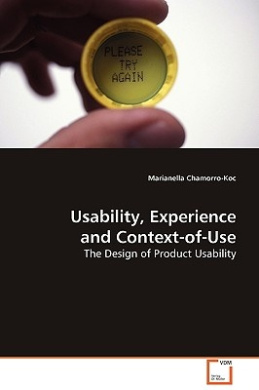 PLEASE
TRY
AGAIN
Marianella Chamorro-Koc
Usability, Experience
and Context-of-Use
The Design of Product Usability
VDM